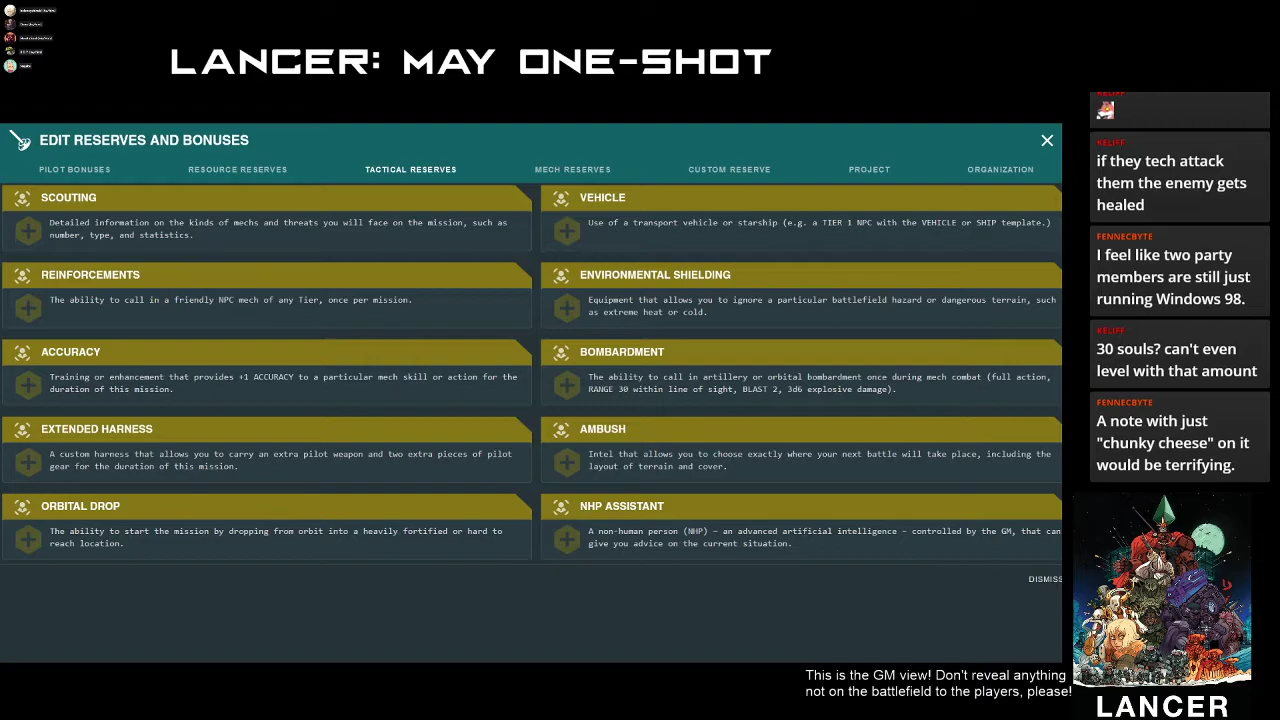 LANCER: MAY ONE-SHOT
EDIT RESERVES AND BONUSES
PILOT BONUSES
RESOURCE RESERVES
TACTICAL RESERVES
MECH RESERVES
CUSTOM RESERVE
PROJECT
ORGANIZATION
SCOUTING
Detailed information on the kinds of mechs and threats you will face on the mission, such as
number, type, and statistics.
VEHICLE
Use of a transport vehicle or starship (e.g. a TIER 1 NPC with the VEHICLE or SHIP template.)
REINFORCEMENTS
The ability to call in a friendly NPC mech of any Tier, once per mission.
ENVIRONMENTAL SHIELDING
Equipment that allows you to ignore a particular battlefield hazard or dangerous terrain, such
as extreme heat or cold.
ACCURACY
Training or enhancement that provides +1 ACCURACY to a particular mech skill or action for the
duration of this mission.
BOMBARDMENT
The ability to call in artillery or orbital bombardment once during mech combat (full action,
RANGE 30 within line of sight, BLAST 2, 3d6 explosive damage).
EXTENDED HARNESS
A custom harness that allows you to carry an extra pilot weapon and two extra pieces of pilot
gear for the duration of this mission.
AMBUSH
Intel that allows you to choose exactly where your next battle will take place, including the
layout of terrain and cover.
ORBITAL DROP
The ability to start the mission by dropping from orbit into a heavily fortified or hard to
reach location.
NHP ASSISTANT
A non-human person (NHP) – an advanced artificial intelligence – controlled by the GM, that can
give you advice on the current situation.
DISMISS
KELIFF
KELIFF
if they tech attack
them the enemy gets
healed
FENNECBYTE
I feel like two party
members are still just
running Windows 98.
KELIFF
30 souls? can't even
level with that amount
FENNECBYTE
A note with just
"chunky cheese" on it
would be terrifying.
This is the GM view! Don't reveal anything
not on the battlefield to the players, please!
LANCER